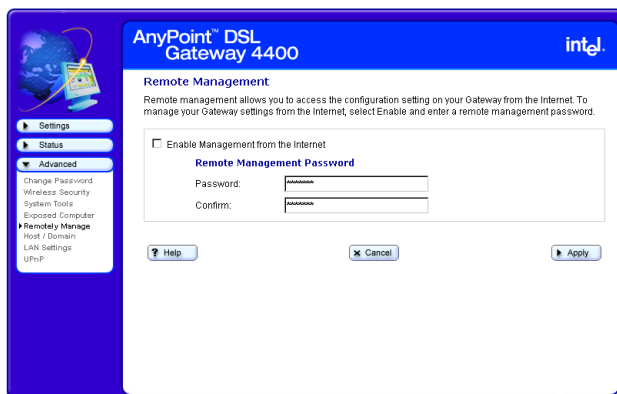 AnyPoint™ DSL
Gateway 4400
intel.
Settings
Status
Advanced
Change Password
Wireless Security
System Tools
Exposed Computer
Remotely Manage
Host / Domain
LAN Settings
UPnP
Remote Management
Remote management allows you to access the configuration setting on your Gateway from the Internet. To
manage your Gateway settings from the Internet, select Enable and enter a remote management password.
Enable Management from the Internet
Remote Management Password
Password: *******
Confirm: *******
? Help
Cancel
Apply